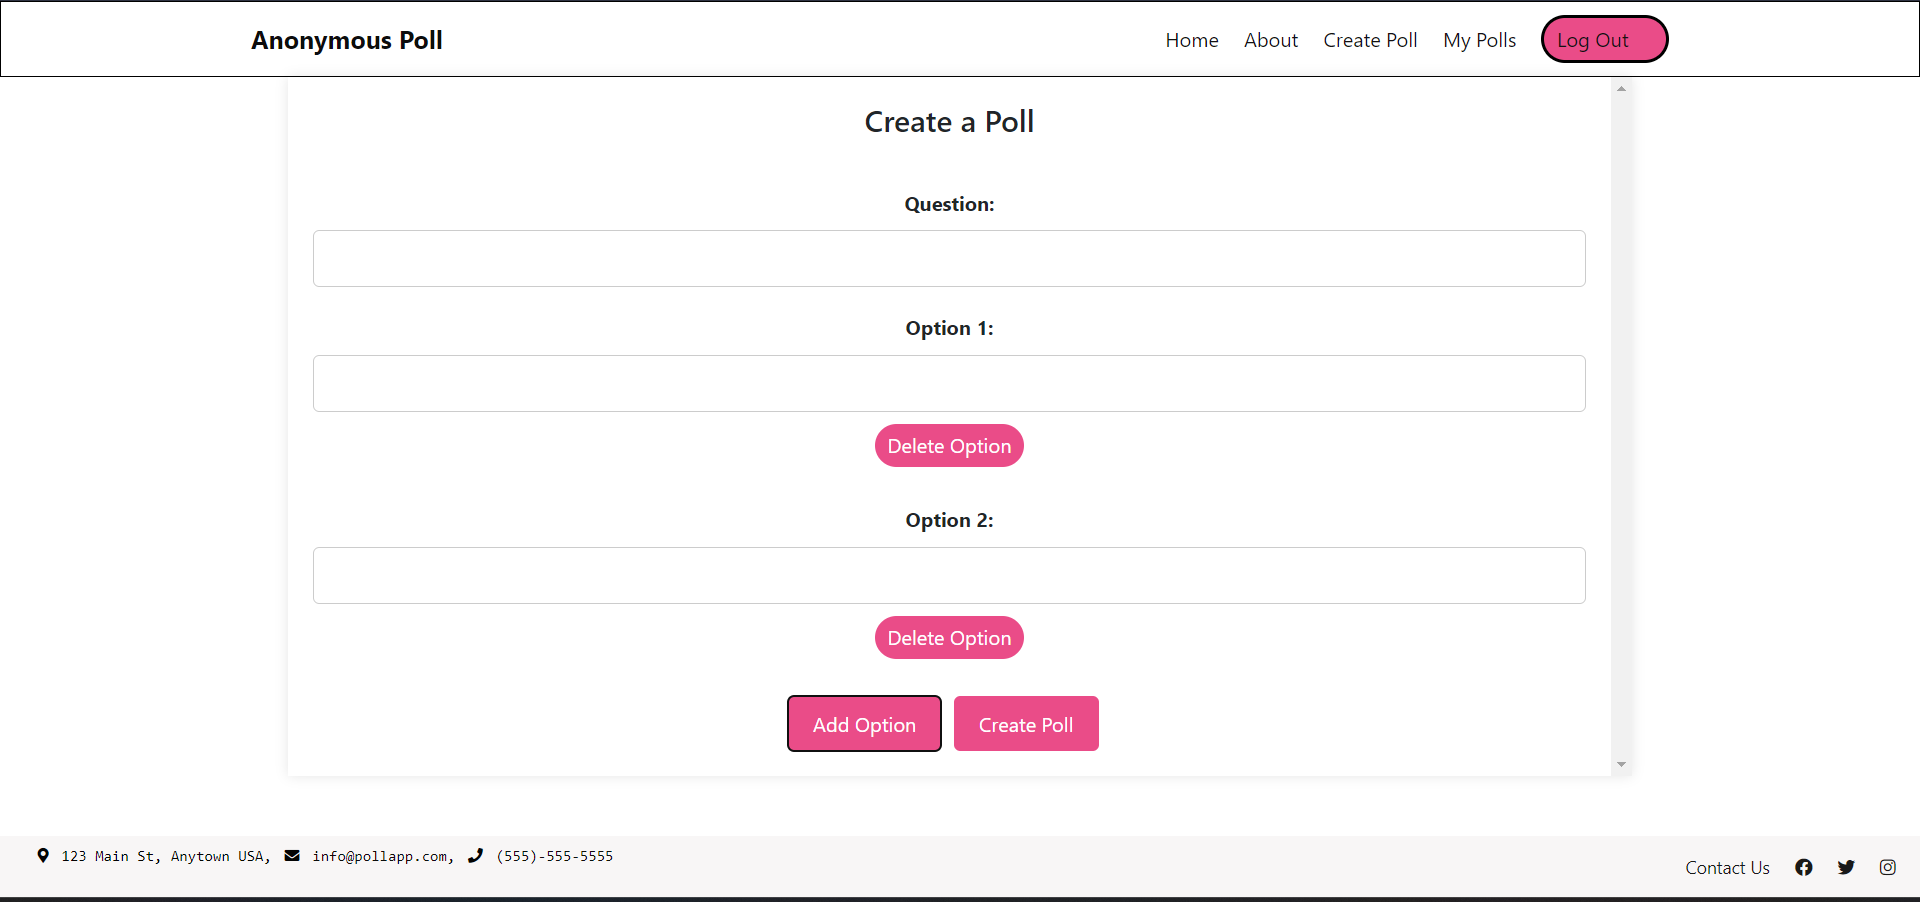 Anonymous Poll
Home About Create Poll My Polls Log Out
Create a Poll
Question:
Option 1:
Delete Option
Option 2:
Delete Option
Add Option Create Poll
123 Main St, Anytown USA, info@pollapp.com, (555)-555-5555
Contact Us